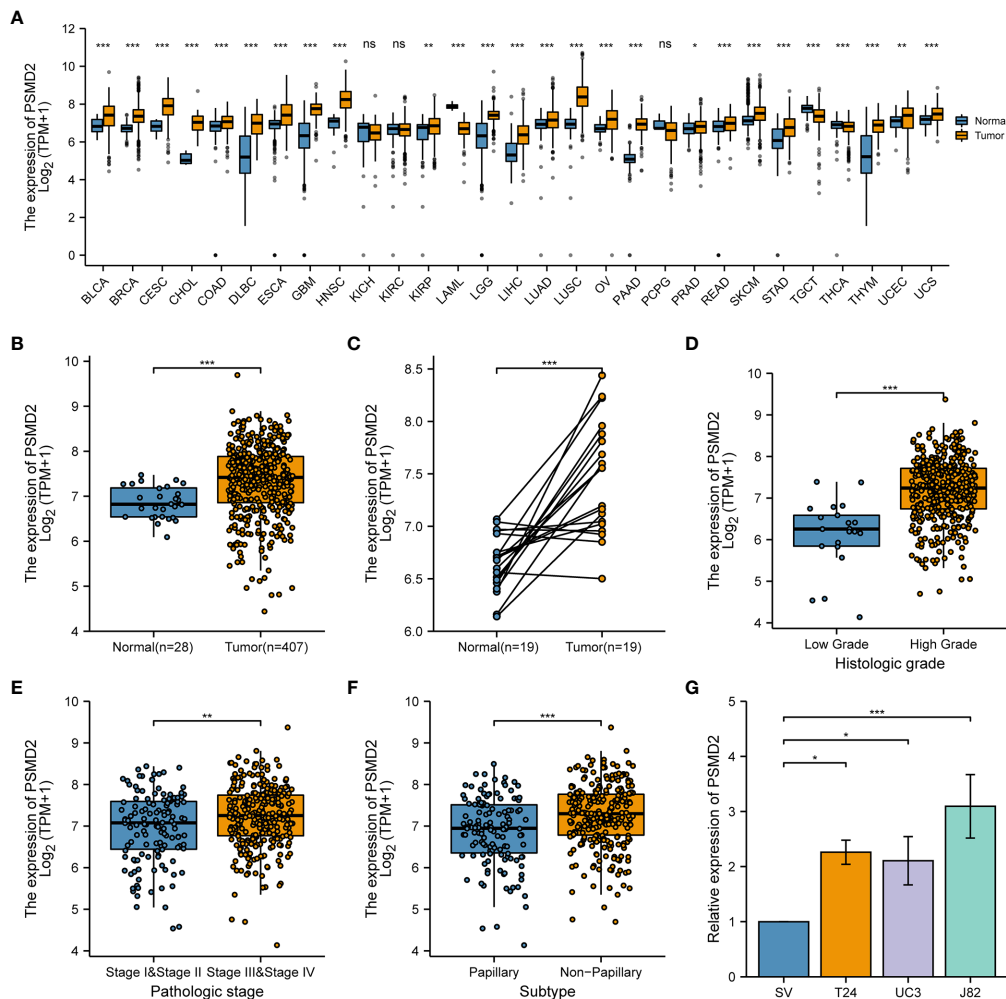 A
The expression of PSMD2
Log2 (TPM+1)
12
10
8
6
4
2
0
*** *** *** *** *** *** *** *** *** ns ns ** *** *** *** *** *** *** *** ns * *** *** *** *** *** *** ** ***
Normal
Tumor
BLCA BRCA CESC CHOL COAD DLBC ESCA GBM HNSC KICH KIRC KIRP LAML LGG LIHC LUAD LUSC OV PAAD PCPG PRAD READ SKCM STAD TGCT THCA THYM UCEC UCS
B
The expression of PSMD2
Log2 (TPM+1)
10
9
8
7
6
5
4
***
Normal(n=28) Tumor(n=407)
C
The expression of PSMD2
Log2 (TPM+1)
8.5
8.0
7.5
7.0
6.5
6.0
***
Normal(n=19) Tumor(n=19)
D
The expression of PSMD2
Log2 (TPM+1)
10
9
8
7
6
5
4
***
Low Grade High Grade
Histologic grade
E
The expression of PSMD2
Log2 (TPM+1)
10
9
8
7
6
5
4
**
Stage I&Stage II Stage III&Stage IV
Pathologic stage
F
The expression of PSMD2
Log2 (TPM+1)
10
9
8
7
6
5
4
***
Papillary Non−Papillary
Subtype
G
Relative expression of PSMD2
5
4
3
2
1
0
***
*
*
SV T24 UC3 J82